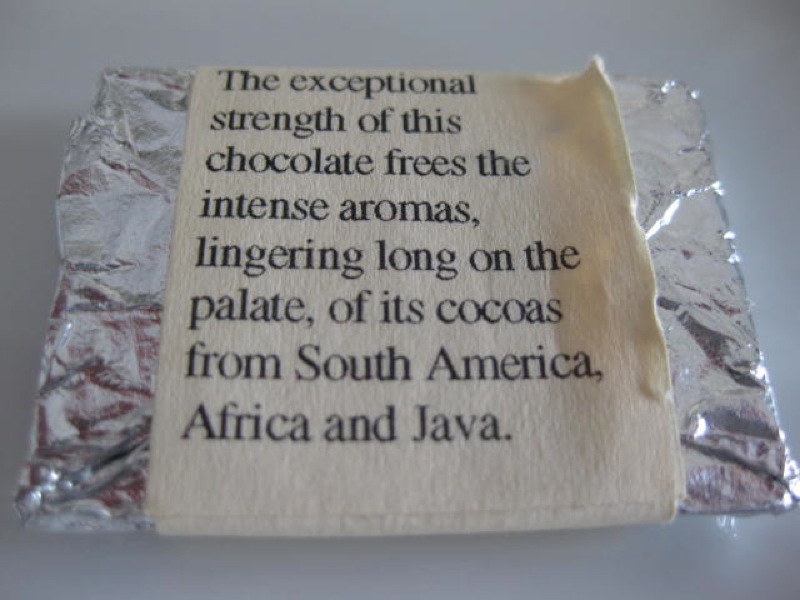 The exceptional
strength of this
chocolate frees the
intense aromas,
lingering long on the
palate, of its cocoas
from South America,
Africa and Java.